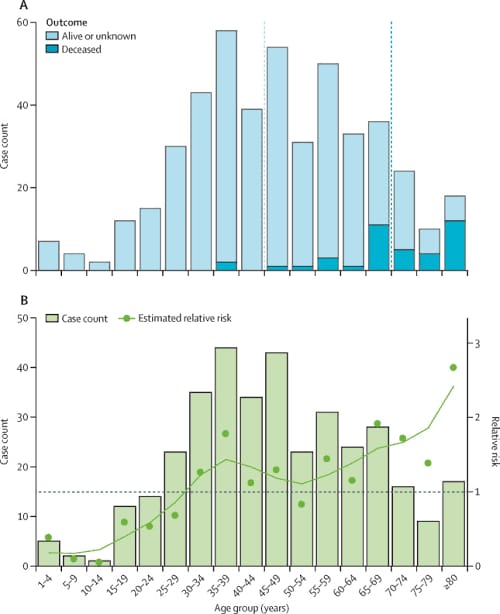 A
Outcome
Alive or unknown
Deceased
60
40
20
0
Case count
B
Case count
Estimated relative risk
50
40
30
20
10
0
Case count
3
2
1
0
Relative risk
1–4
5–9
10–14
15–19
20–24
25–29
30–34
35–39
40–44
45–49
50–54
55–59
60–64
65–69
70–74
75–79
≥80
Age group (years)